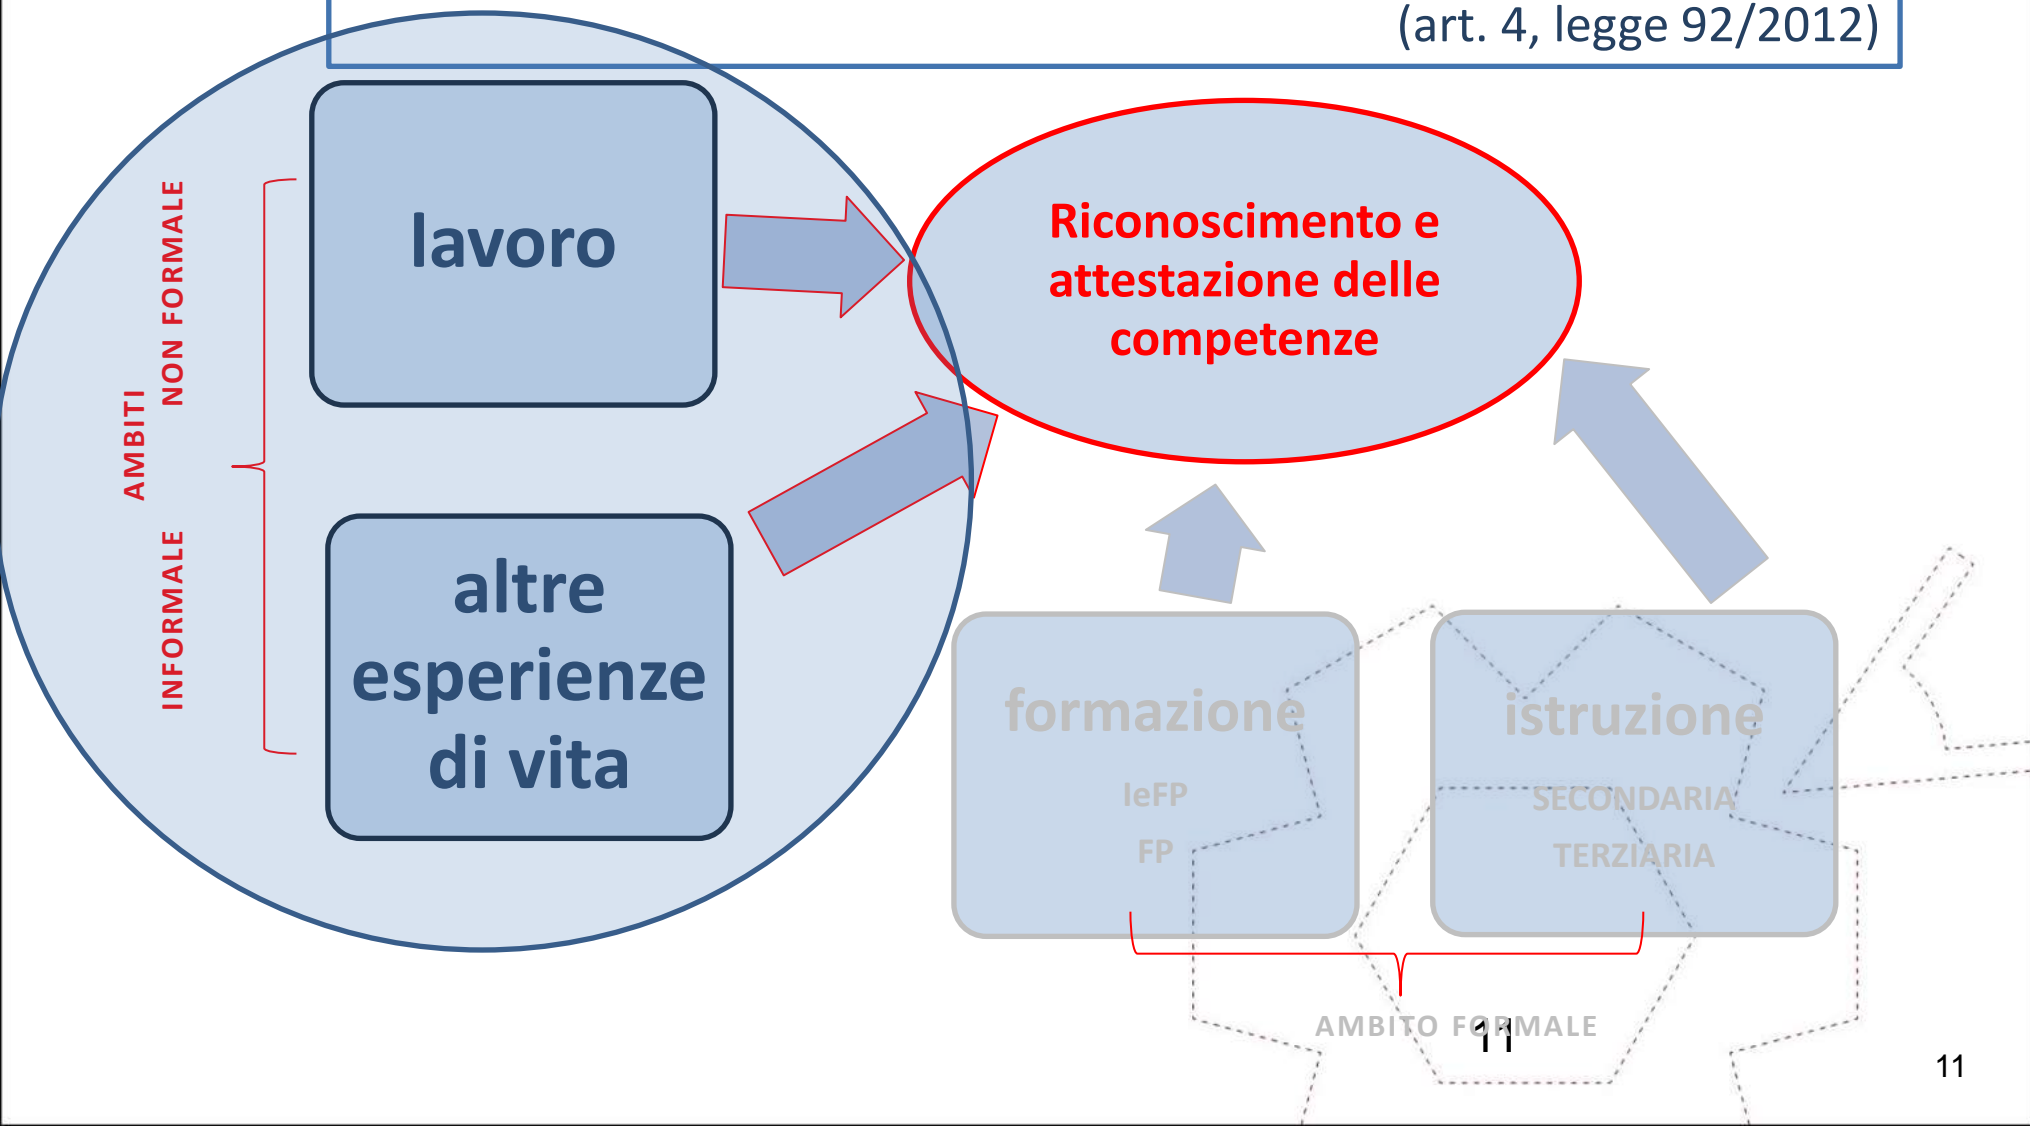 (art. 4, legge 92/2012)
lavoro
Riconoscimento e
attestazione delle
competenze
AMBITI
NON FORMALE
INFORMALE
altre
esperienze
di vita
formazione
IeFP
FP
istruzione
SECONDARIA
TERZIARIA
AMBITO FORMALE
11
11